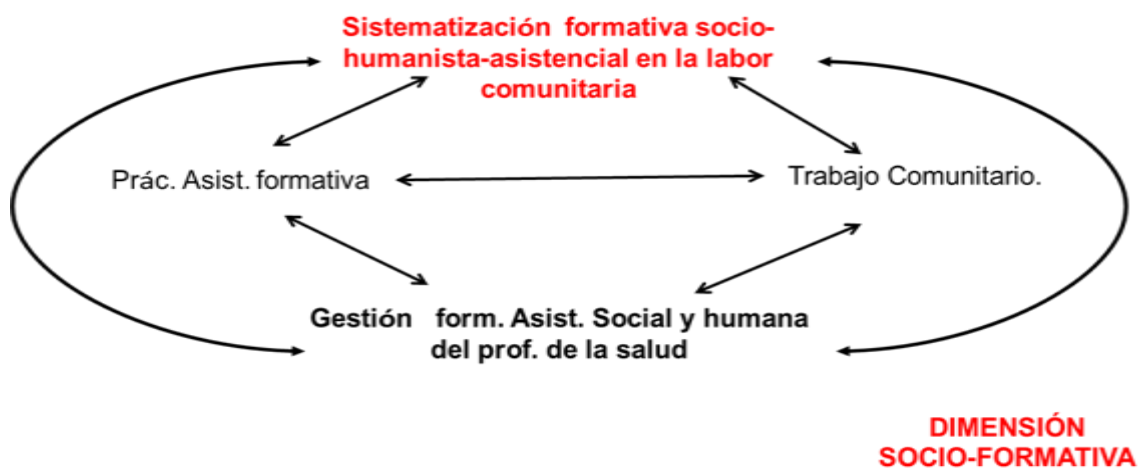 Sistematización formativa socio-
humanista-asistencial en la labor
comunitaria
Prác. Asist. formativa
Trabajo Comunitario.
Gestión form. Asist. Social y humana
del prof. de la salud
DIMENSIÓN
SOCIO-FORMATIVA